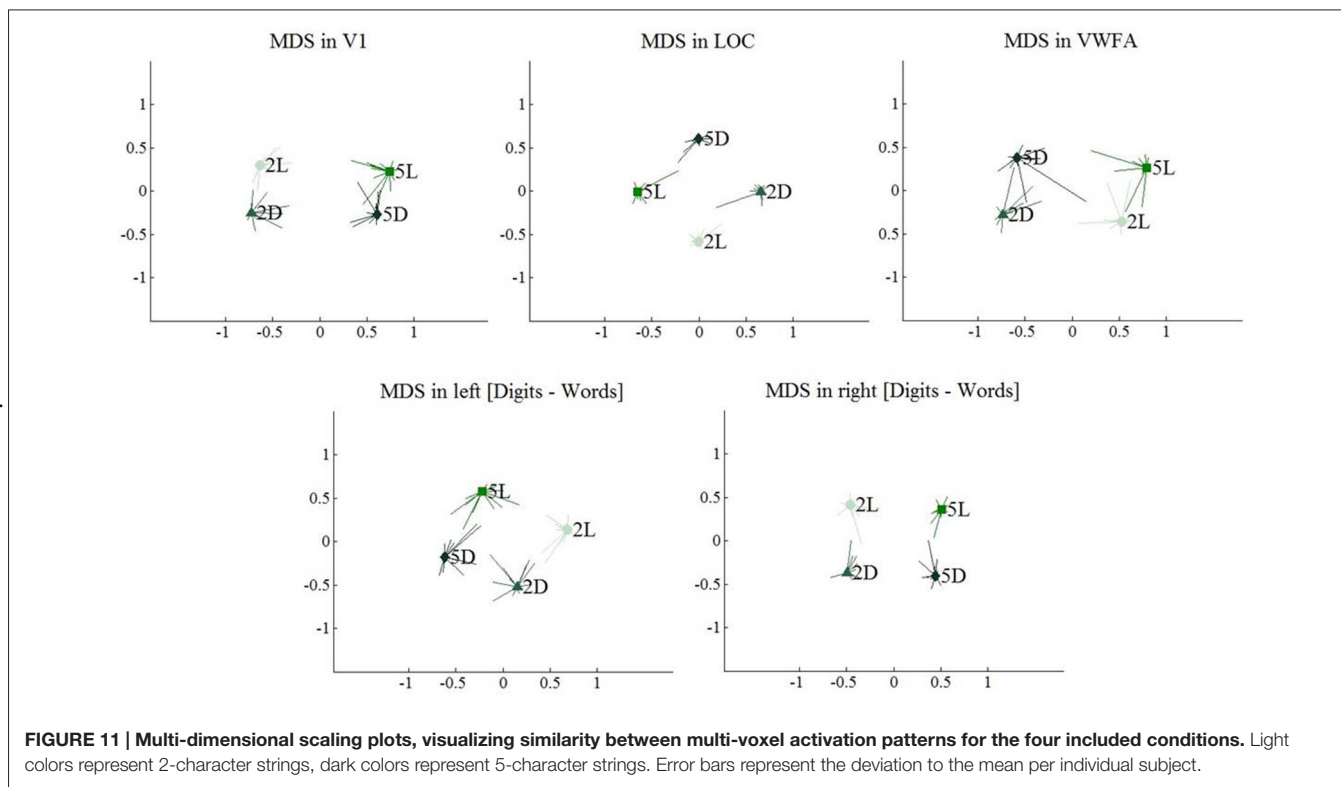 MDS in V1
1
0.5
0
-0.5
-1
-1 -0.5 0 0.5 1
2L
5L
2D
5D
MDS in LOC
1
0.5
0
-0.5
-1
-1 -0.5 0 0.5 1
5D
5L
2D
2L
MDS in VWFA
1
0.5
0
-0.5
-1
-1 -0.5 0 0.5 1
5D
5L
2D
2L
MDS in left [Digits - Words]
1
0.5
0
-0.5
-1
-1 -0.5 0 0.5 1
5L
2L
5D
2D
MDS in right [Digits - Words]
1
0.5
0
-0.5
-1
-1 -0.5 0 0.5 1
2L
5L
2D
5D
FIGURE 11 | Multi-dimensional scaling plots, visualizing similarity between multi-voxel activation patterns for the four included conditions. Light
colors represent 2-character strings, dark colors represent 5-character strings. Error bars represent the deviation to the mean per individual subject.